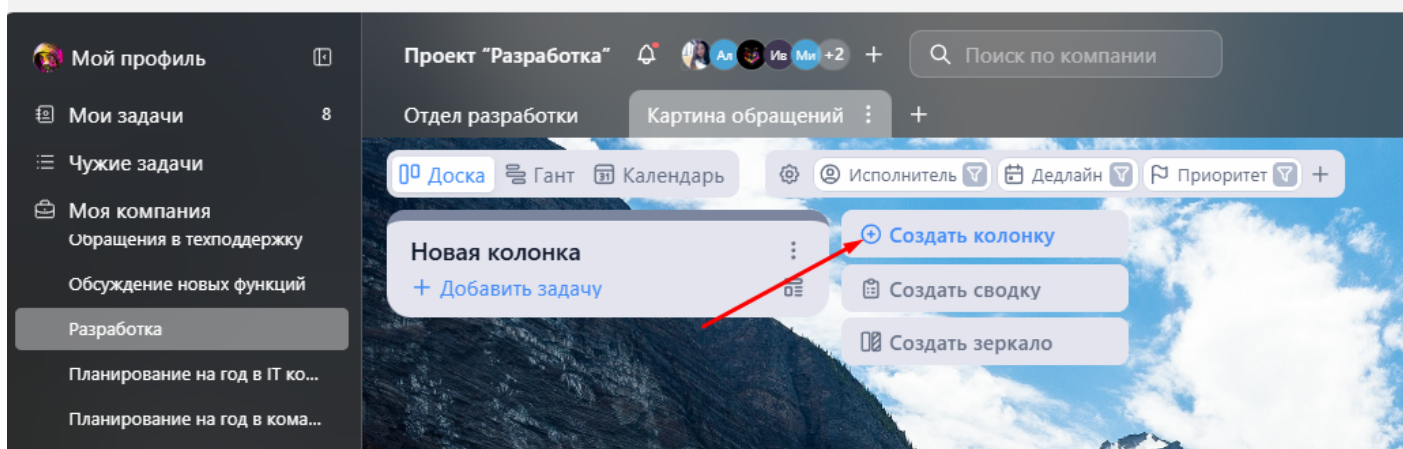 Мой профиль
Проект "Разработка"
Ал
Ив
Ми
+2
+
Поиск по компании
Мои задачи
8
Отдел разработки
Картина обращений
+
Чужие задачи
Доска
Гант
31
Календарь
Исполнитель
Дедлайн
Приоритет
+
Моя компания
Обращения в техподдержку
Обсуждение новых функций
Разработка
Планирование на год в IT ко...
Планирование на год в кома...
Новая колонка
+ Добавить задачу
Создать колонку
Создать сводку
Создать зеркало